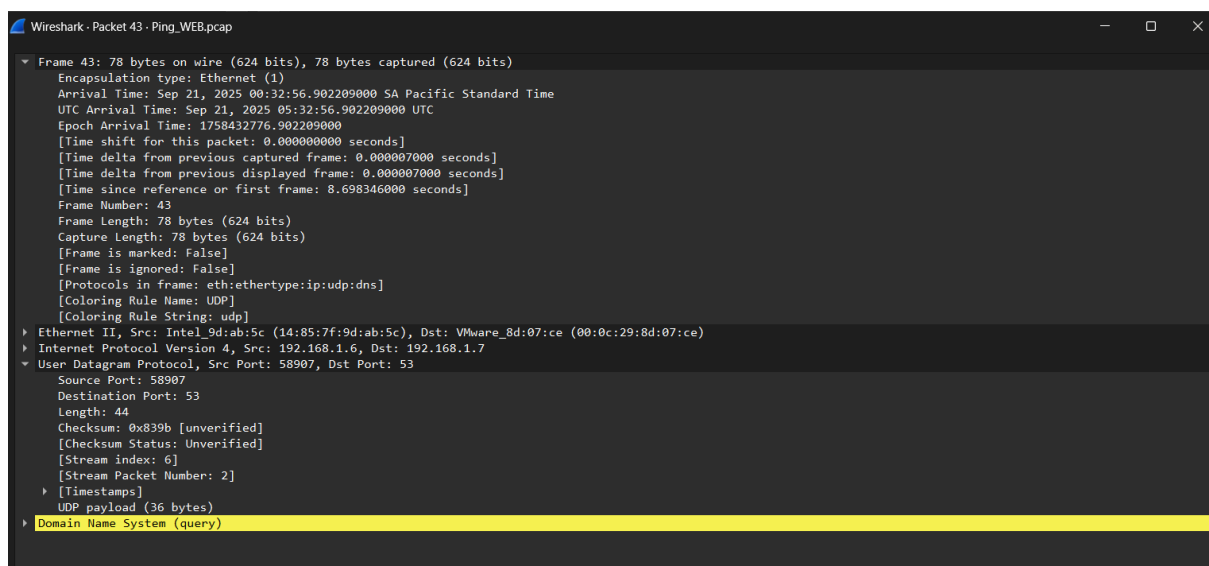 Wireshark · Packet 43 · Ping_WEB.pcap
Frame 43: 78 bytes on wire (624 bits), 78 bytes captured (624 bits)
Encapsulation type: Ethernet (1)
Arrival Time: Sep 21, 2025 00:32:56.902209000 SA Pacific Standard Time
UTC Arrival Time: Sep 21, 2025 05:32:56.902209000 UTC
Epoch Arrival Time: 1758432776.902209000
[Time shift for this packet: 0.000000000 seconds]
[Time delta from previous captured frame: 0.000007000 seconds]
[Time delta from previous displayed frame: 0.000007000 seconds]
[Time since reference or first frame: 8.698346000 seconds]
Frame Number: 43
Frame Length: 78 bytes (624 bits)
Capture Length: 78 bytes (624 bits)
[Frame is marked: False]
[Frame is ignored: False]
[Protocols in frame: eth:ethertype:ip:udp:dns]
[Coloring Rule Name: UDP]
[Coloring Rule String: udp]
Ethernet II, Src: Intel_9d:ab:5c (14:85:7f:9d:ab:5c), Dst: VMware_8d:07:ce (00:0c:29:8d:07:ce)
Internet Protocol Version 4, Src: 192.168.1.6, Dst: 192.168.1.7
User Datagram Protocol, Src Port: 58907, Dst Port: 53
Source Port: 58907
Destination Port: 53
Length: 44
Checksum: 0x839b [unverified]
[Checksum Status: Unverified]
[Stream index: 6]
[Stream Packet Number: 2]
[Timestamps]
UDP payload (36 bytes)
Domain Name System (query)